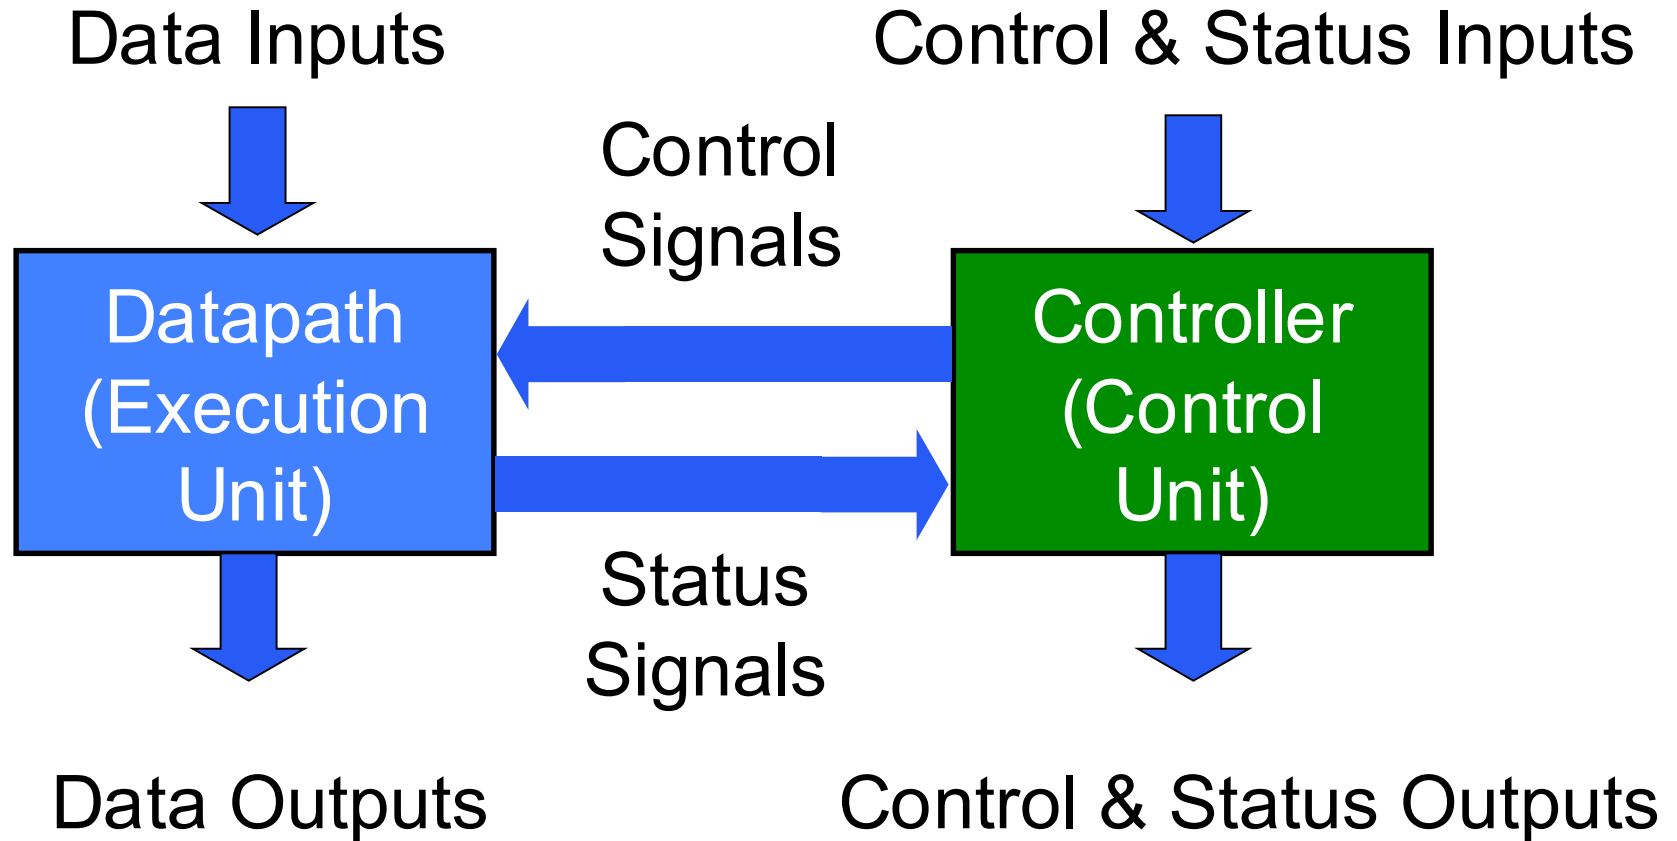 Data Inputs
Control & Status Inputs
Control
Signals
Datapath
(Execution
Unit)
Controller
(Control
Unit)
Status
Signals
Data Outputs
Control & Status Outputs